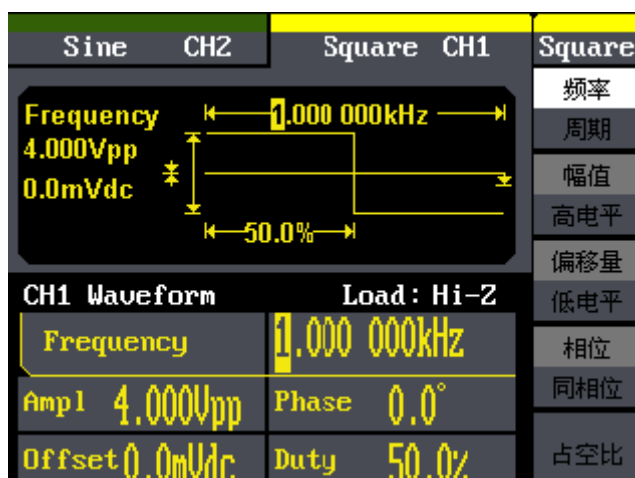 Sine CH2 Square CH1 Square
Frequency 1.000 000kHz
4.000Vpp
0.0mVdc
50.0%
CH1 Waveform Load: Hi-Z
Frequency 1.000 000kHz
Ampl 4.000Vpp Phase 0.0°
Offset 0.0mVdc Duty 50.0%
频率
周期
幅值
高电平
偏移量
低电平
相位
同相位
占空比